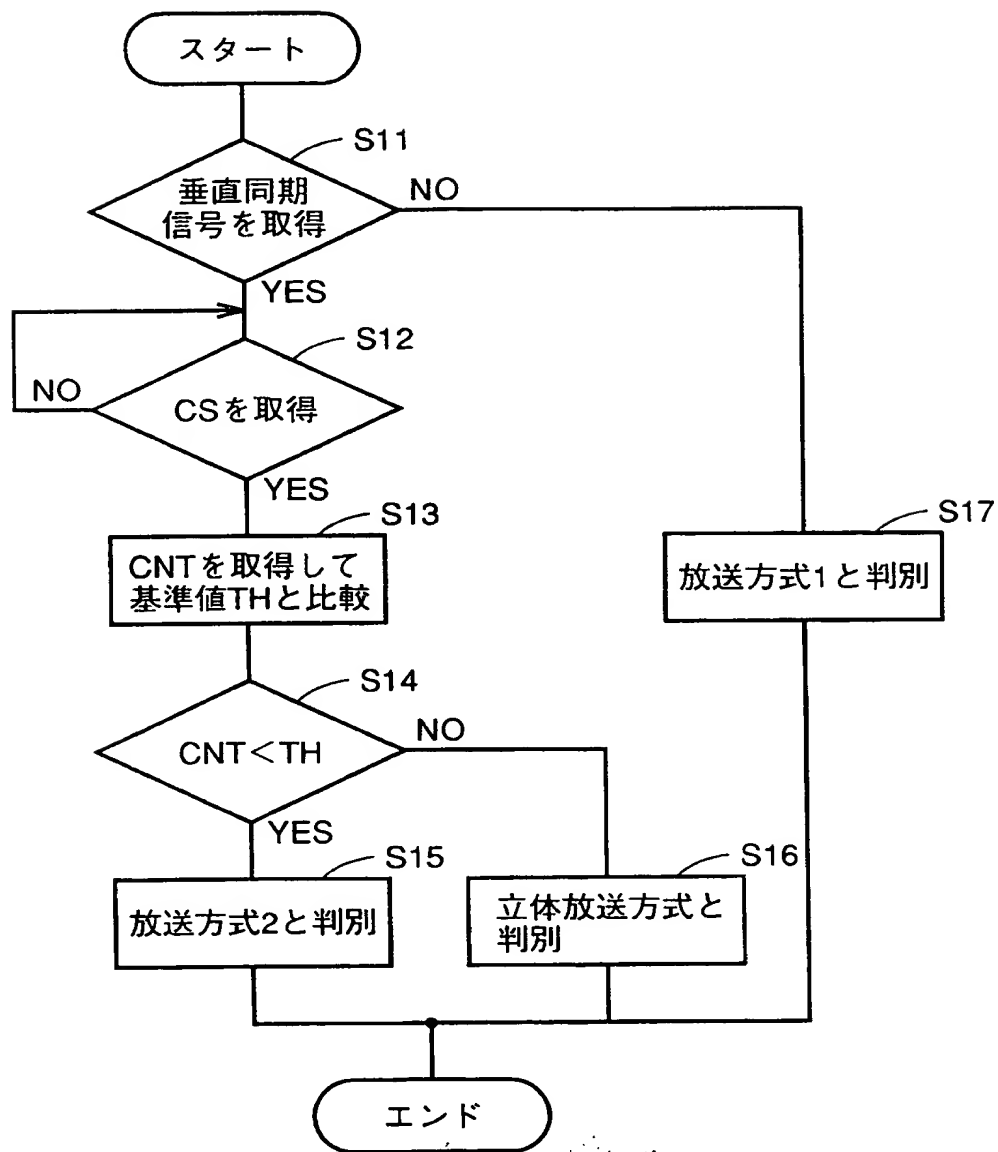 スタート
S11
垂直同期
信号を取得
NO
YES
S12
NO
CSを取得
YES
S13
CNTを取得して
基準値THと比較
S17
放送方式1と判別
S14
CNT<TH
NO
YES
S15
放送方式2と判別
S16
立体放送方式と
判別
エンド